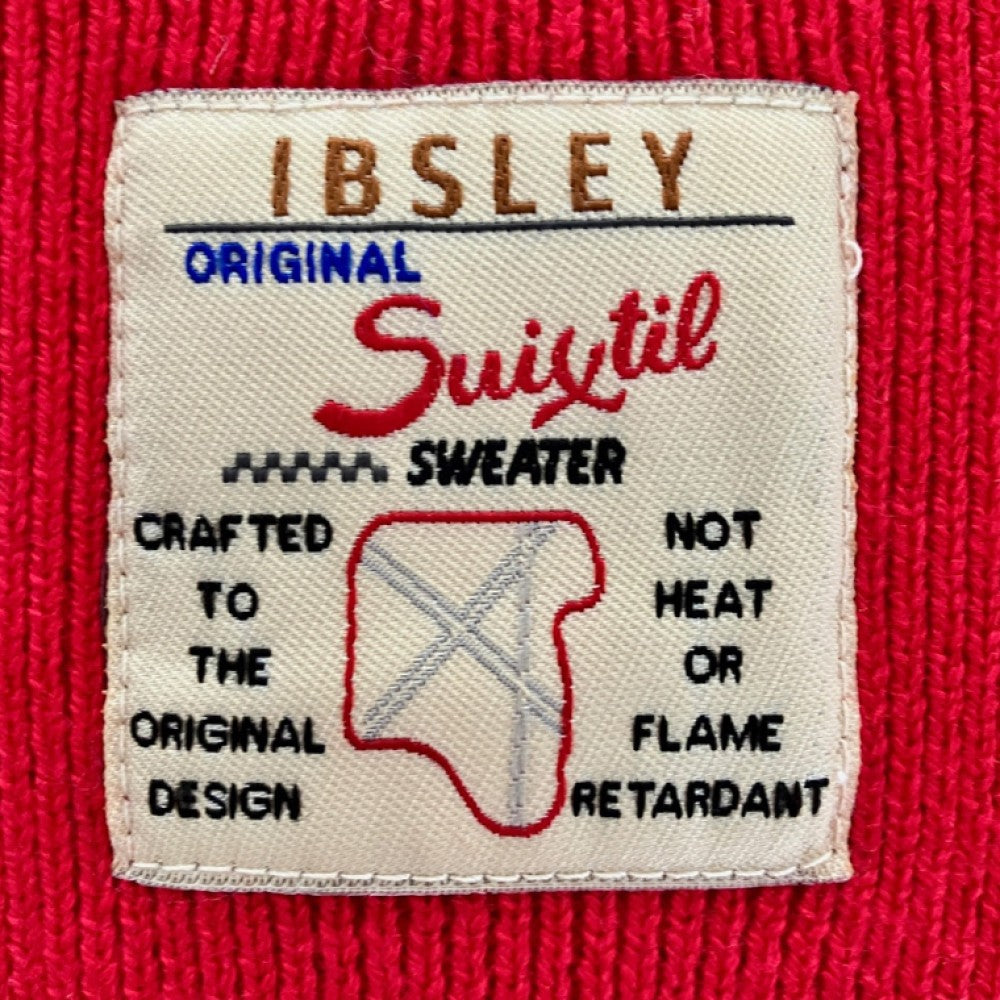 IBSLEY
ORIGINAL
Suixtil
SWEATER
CRAFTED
TO
THE
ORIGINAL
DESIGN
NOT
HEAT
OR
FLAME
RETARDANT